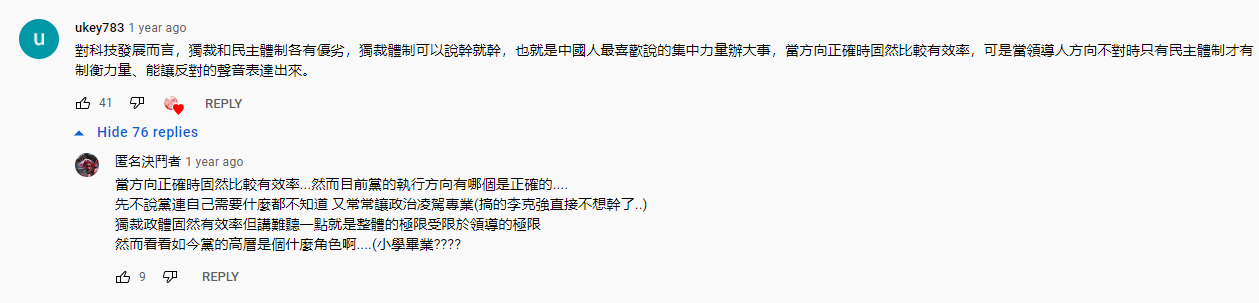 u
ukey783 1 year ago
對科技發展而言，獨裁和民主體制各有優劣，獨裁體制可以說幹就幹，也就是中國人最喜歡說的集中力量辦大事，當方向正確時固然比較有效率，可是當領導人方向不對時只有民主體制才有
制衡力量、能讓反對的聲音表達出來。
41 REPLY
Hide 76 replies
匿名決鬥者 1 year ago
當方向正確時固然比較有效率...然而目前黨的執行方向有哪個是正確的....
先不說黨連自己需要什麼都不知道 又常常讓政治凌駕專業(搞的李克強直接不想幹了..)
獨裁政體固然有效率但講難聽一點就是整體的極限受限於領導的極限
然而看看如今黨的高層是個什麼角色啊....(小學畢業????
9 REPLY